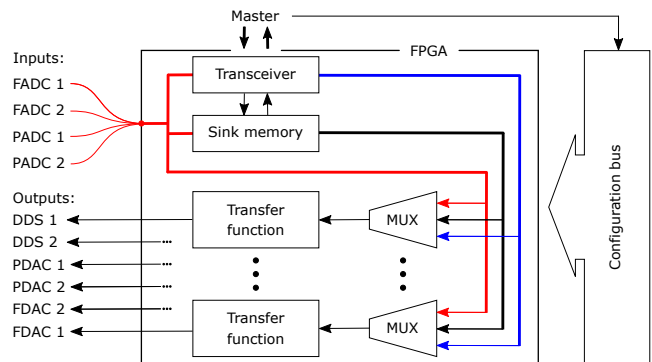 Master
FPGA
Inputs:
FADC 1
FADC 2
PADC 1
PADC 2
Transceiver
Sink memory
Outputs:
DDS 1
DDS 2
PDAC 1
PDAC 2
FDAC 2
FDAC 1
Transfer
function
MUX
Transfer
function
MUX
Configuration bus